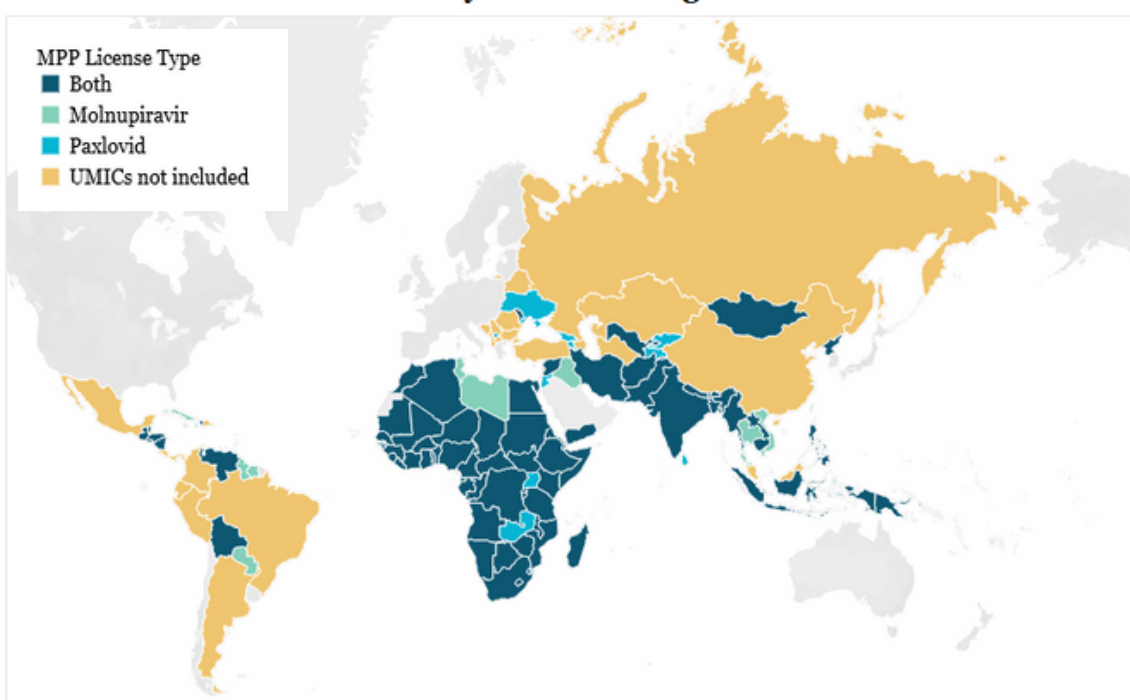 MPP License Type
Both
Molnupiravir
Paxlovid
UMICs not included